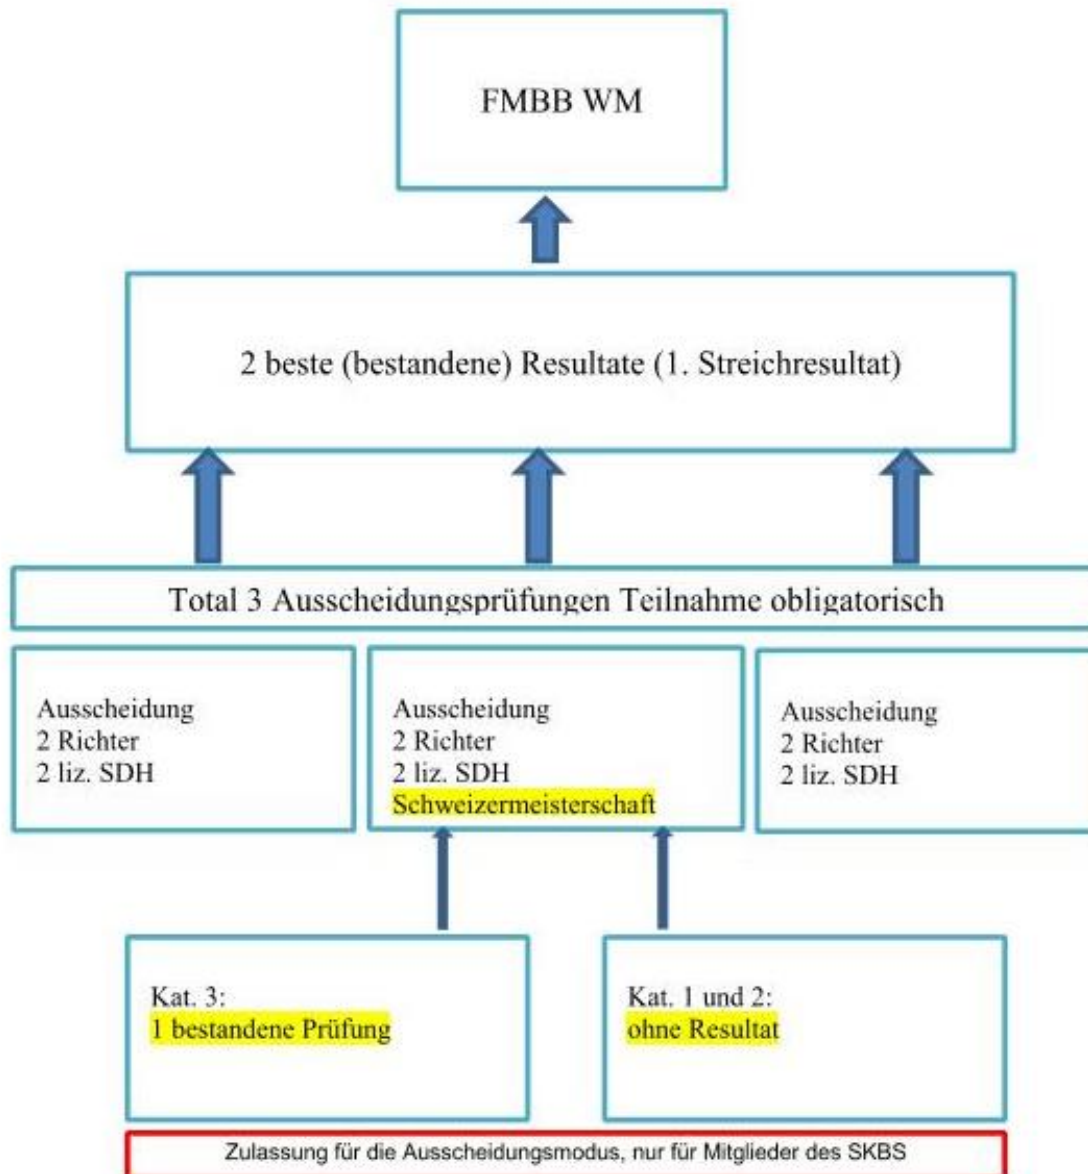 FMBB WM
2 beste (bestandene) Resultate (1. Streichresultat)
Total 3 Ausscheidungsprüfungen Teilnahme obligatorisch
Ausscheidung
2 Richter
2 liz. SDH
Ausscheidung
2 Richter
2 liz. SDH
Schweizermeisterschaft
Ausscheidung
2 Richter
2 liz. SDH
Kat. 3:
1 bestandene Prüfung
Kat. 1 und 2:
ohne Resultat
Zulassung für die Ausscheidungsmodus, nur für Mitglieder des SKBS